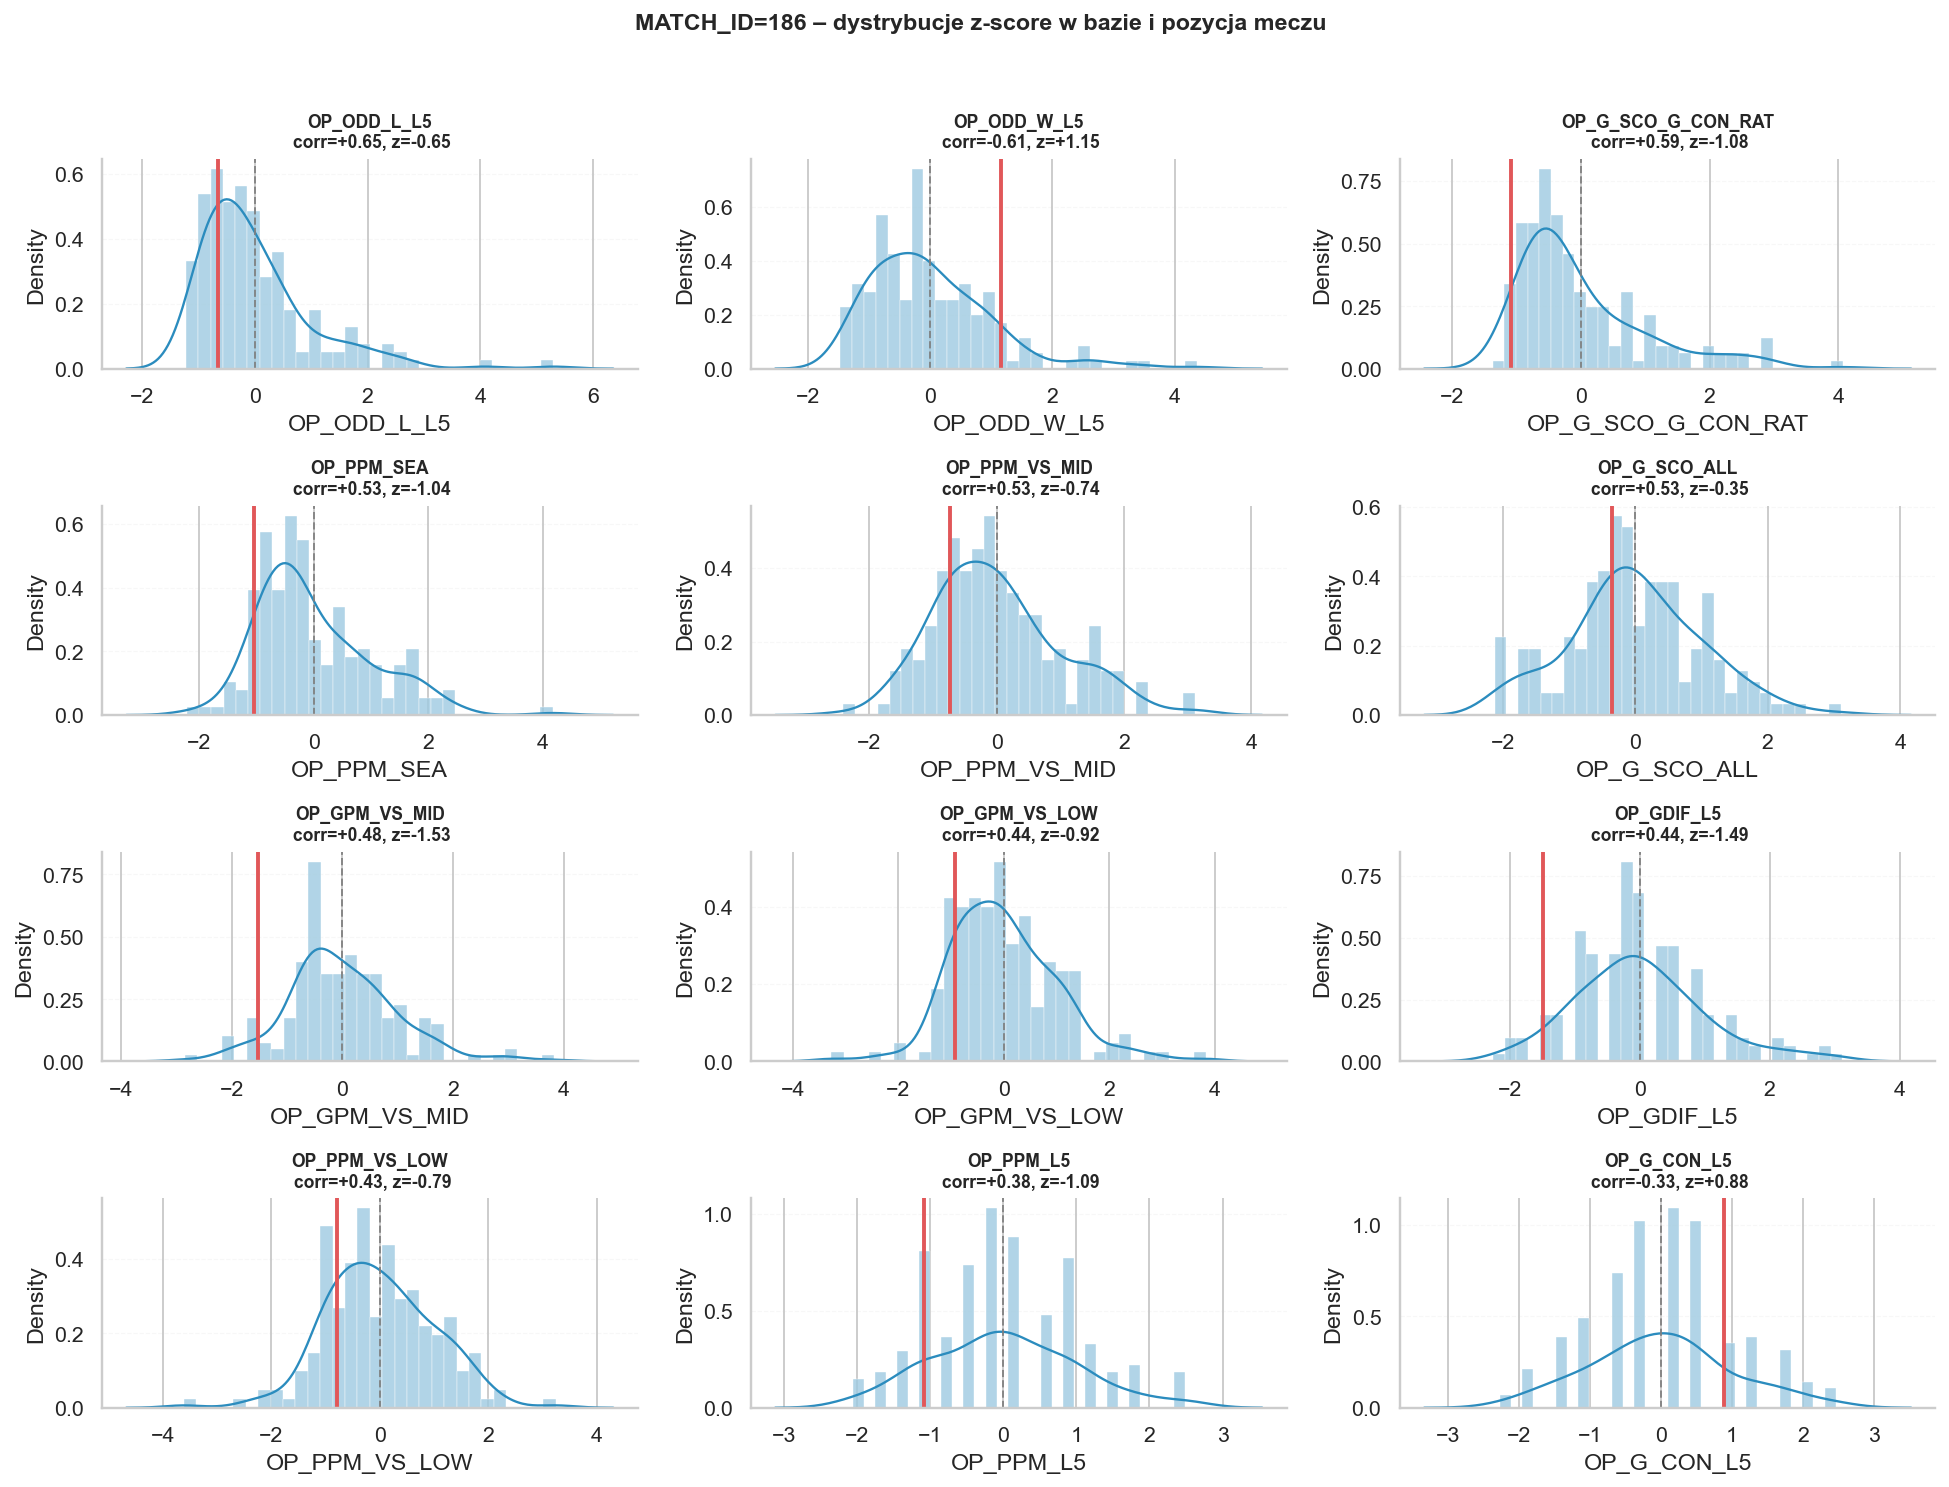 MATCH_ID=186 – dystrybucje z-score w bazie i pozycja meczu
OP_ODD_L_L5
corr=+0.65, z=-0.65
Density
0.6
0.4
0.2
0.0
−2 0 2 4 6
OP_ODD_L_L5
OP_ODD_W_L5
corr=-0.61, z=+1.15
Density
0.6
0.4
0.2
0.0
−2 0 2 4
OP_ODD_W_L5
OP_G_SCO_G_CON_RAT
corr=+0.59, z=-1.08
Density
0.75
0.50
0.25
0.00
−2 0 2 4
OP_G_SCO_G_CON_RAT
OP_PPM_SEA
corr=+0.53, z=-1.04
Density
0.6
0.4
0.2
0.0
−2 0 2 4
OP_PPM_SEA
OP_PPM_VS_MID
corr=+0.53, z=-0.74
Density
0.4
0.2
0.0
−2 0 2 4
OP_PPM_VS_MID
OP_G_SCO_ALL
corr=+0.53, z=-0.35
Density
0.6
0.4
0.2
0.0
−2 0 2 4
OP_G_SCO_ALL
OP_GPM_VS_MID
corr=+0.48, z=-1.53
Density
0.75
0.50
0.25
0.00
−4 −2 0 2 4
OP_GPM_VS_MID
OP_GPM_VS_LOW
corr=+0.44, z=-0.92
Density
0.4
0.2
0.0
−4 −2 0 2 4
OP_GPM_VS_LOW
OP_GDIF_L5
corr=+0.44, z=-1.49
Density
0.75
0.50
0.25
0.00
−2 0 2 4
OP_GDIF_L5
OP_PPM_VS_LOW
corr=+0.43, z=-0.79
Density
0.4
0.2
0.0
−4 −2 0 2 4
OP_PPM_VS_LOW
OP_PPM_L5
corr=+0.38, z=-1.09
Density
1.0
0.5
0.0
−3 −2 −1 0 1 2 3
OP_PPM_L5
OP_G_CON_L5
corr=-0.33, z=+0.88
Density
1.0
0.5
0.0
−3 −2 −1 0 1 2 3
OP_G_CON_L5